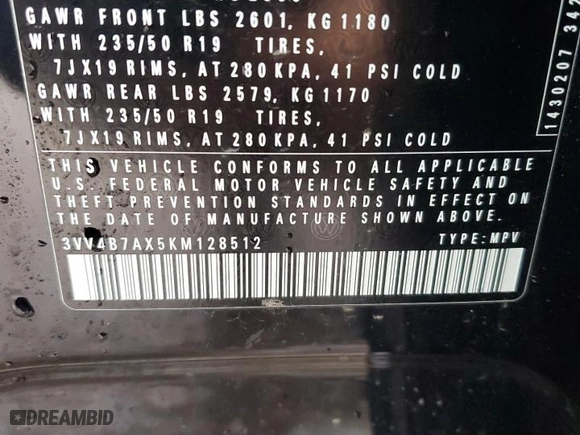 GAWR FRONT LBS 2601, KG 1180
WITH 235/50 R19 TIRES,
7JX19 RIMS, AT 280 KPA, 41 PSI COLD
GAWR REAR LBS 2579, KG 1170
WITH 235/50 R19 TIRES,
7JX19 RIMS, AT 280 KPA, 41 PSI COLD
THIS VEHICLE CONFORMS TO ALL APPLICABLE
U.S. FEDERAL MOTOR VEHICLE SAFETY AND
THEFT PREVENTION STANDARDS IN EFFECT ON
THE DATE OF MANUFACTURE SHOWN ABOVE.
3VV4B7AX5KM128512 TYPE: MPV
1430207 342
DREAMBID